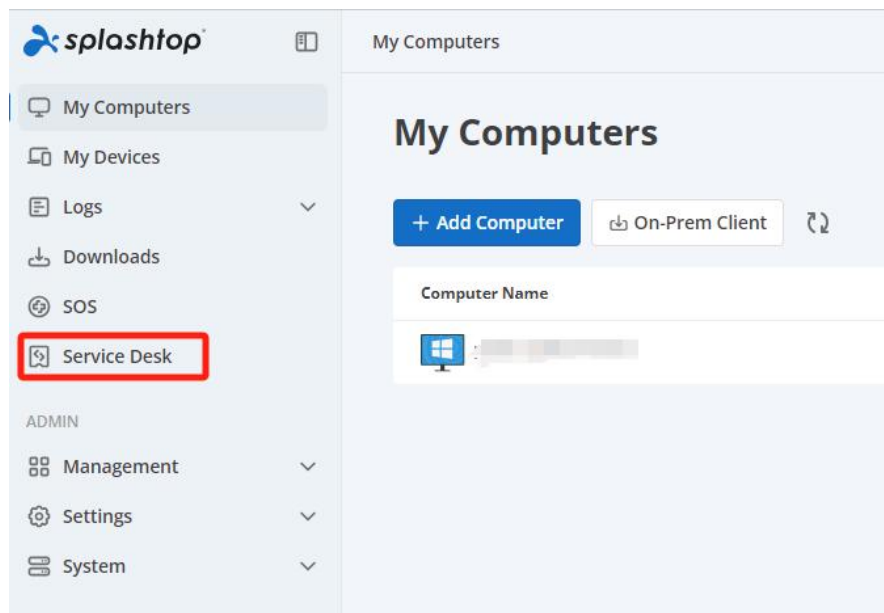 splashtop
My Computers
My Computers
My Devices
Logs
Downloads
SOS
Service Desk
ADMIN
Management
Settings
System
My Computers
+ Add Computer
On-Prem Client
Computer Name